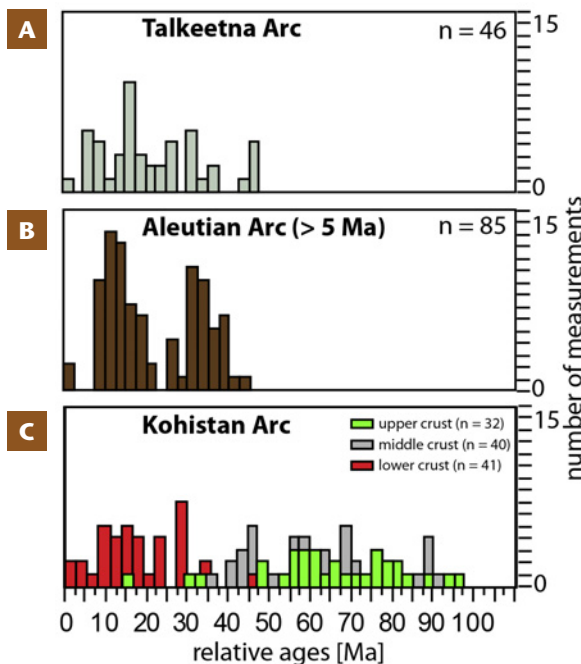 A
Talkeetna Arc
n = 46
15
0
B
Aleutian Arc (> 5 Ma)
n = 85
15
0
number of measurements
C
Kohistan Arc
15
upper crust (n = 32)
middle crust (n = 40)
lower crust (n = 41)
0
0 10 20 30 40 50 60 70 80 90 100
relative ages [Ma]